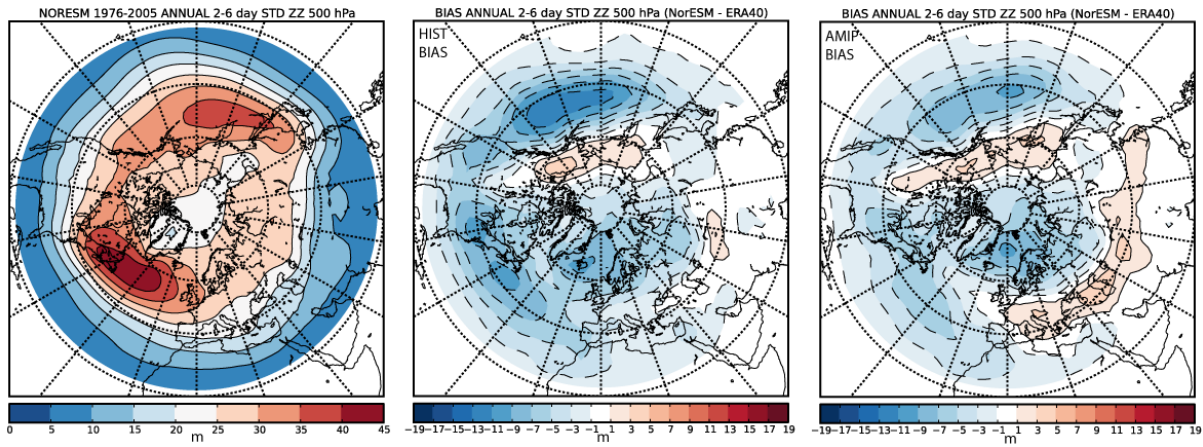 NORESM 1976-2005 ANNUAL 2-6 day STD ZZ 500 hPa
0 5 10 15 20 25 30 35 40 45
m
BIAS ANNUAL 2-6 day STD ZZ 500 hPa (NorESM - ERA40)
HIST
BIAS
−19−17−15−13−11−9 −7 −5 −3 −1 1 3 5 7 9 11 13 15 17 19
m
BIAS ANNUAL 2-6 day STD ZZ 500 hPa (NorESM - ERA40)
AMIP
BIAS
−19−17−15−13−11−9 −7 −5 −3 −1 1 3 5 7 9 11 13 15 17 19
m